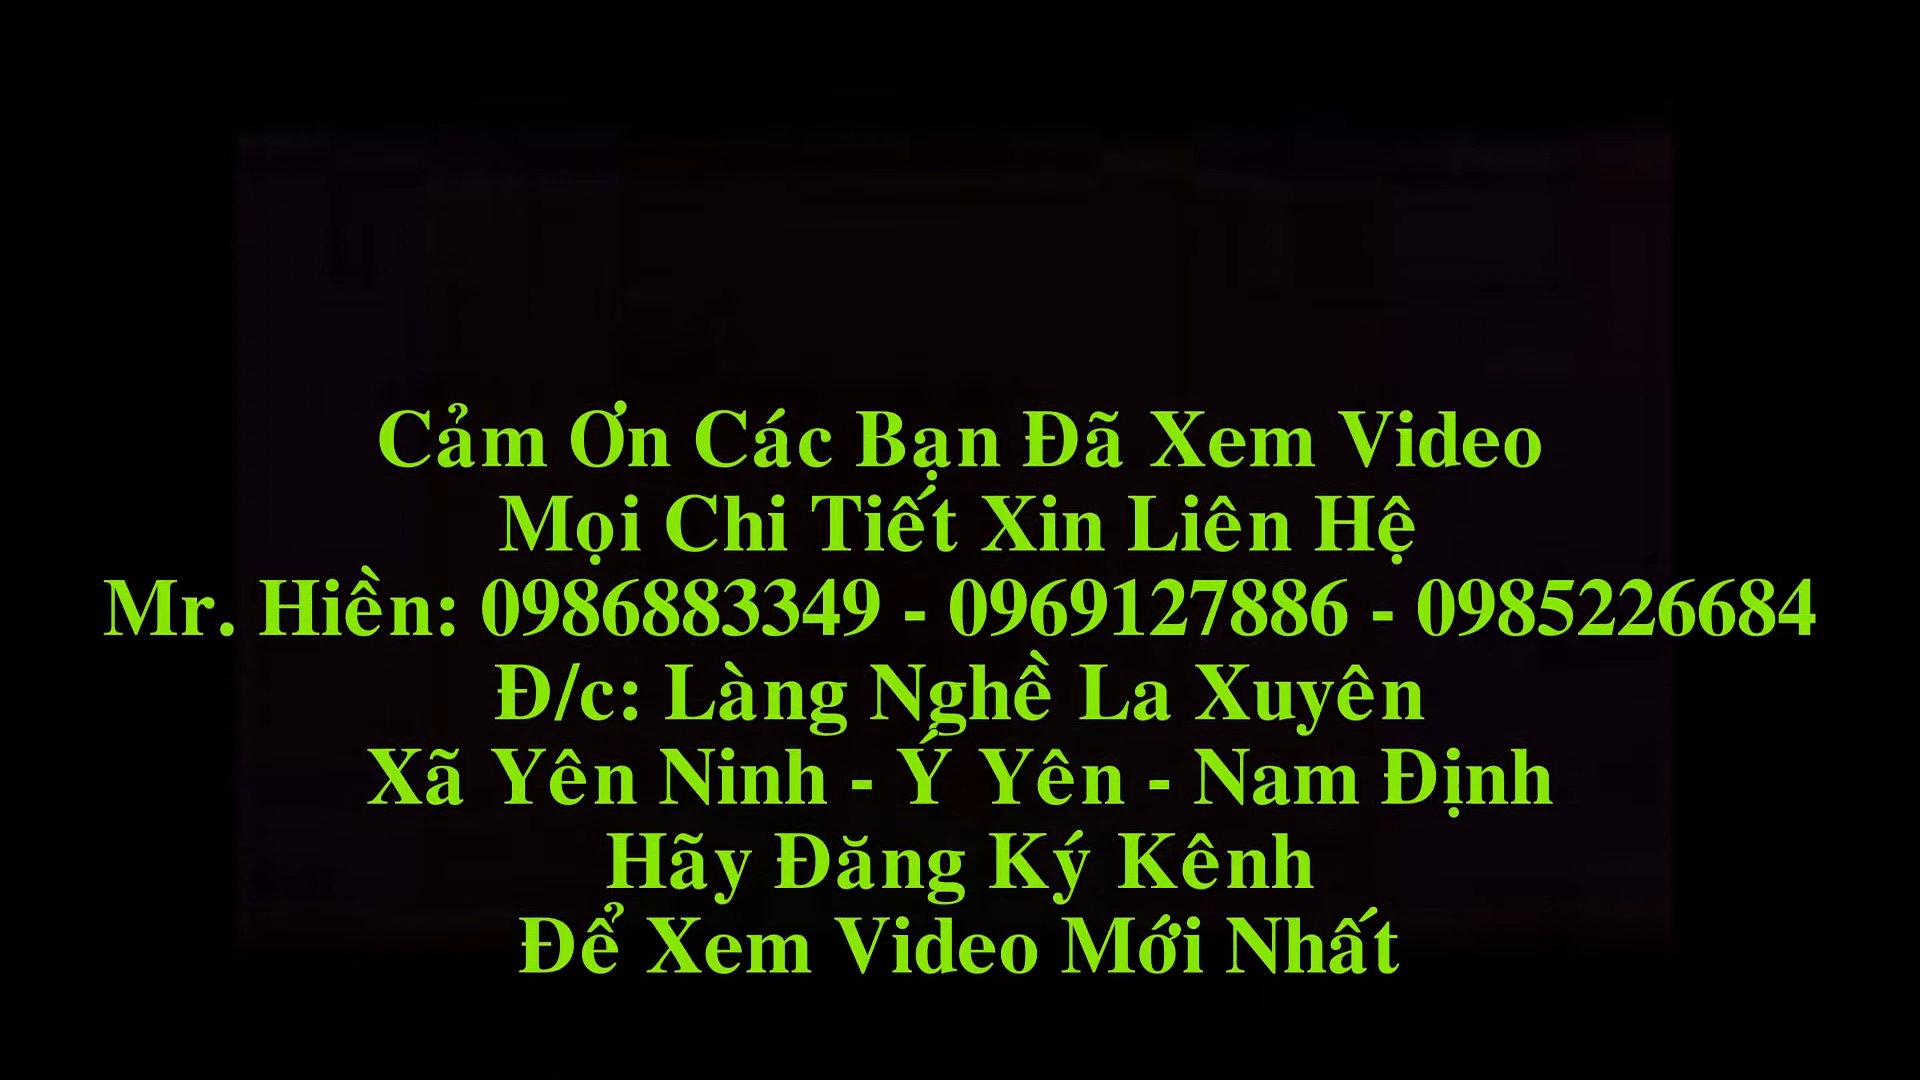 Cảm Ơn Các Bạn Đã Xem Video
Mọi Chi Tiết Xin Liên Hệ
Mr. Hiền: 0986883349 - 0969127886 - 0985226684
Đ/c: Làng Nghề La Xuyên
Xã Yên Ninh - Ý Yên - Nam Định
Hãy Đăng Ký Kênh
Để Xem Video Mới Nhất